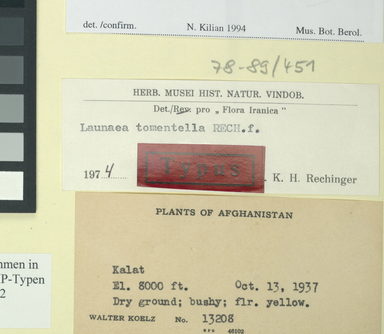 det. /confirm. N. Kilian 1994 Mus. Bot. Berol.
78-89/451
HERB. MUSEI HIST. NATUR. VINDOB.
Det./Rev. pro „ Flora Iranica "
Launaea tomentella RECH.f.
1974 Typus K. H. Rechinger
PLANTS OF AFGHANISTAN
Kalat
El. 8000 ft. Oct. 13, 1937
Dry ground; bushy; flr. yellow.
WALTER KOELZ No. 13208
46102
nmen in
P-Typen
2